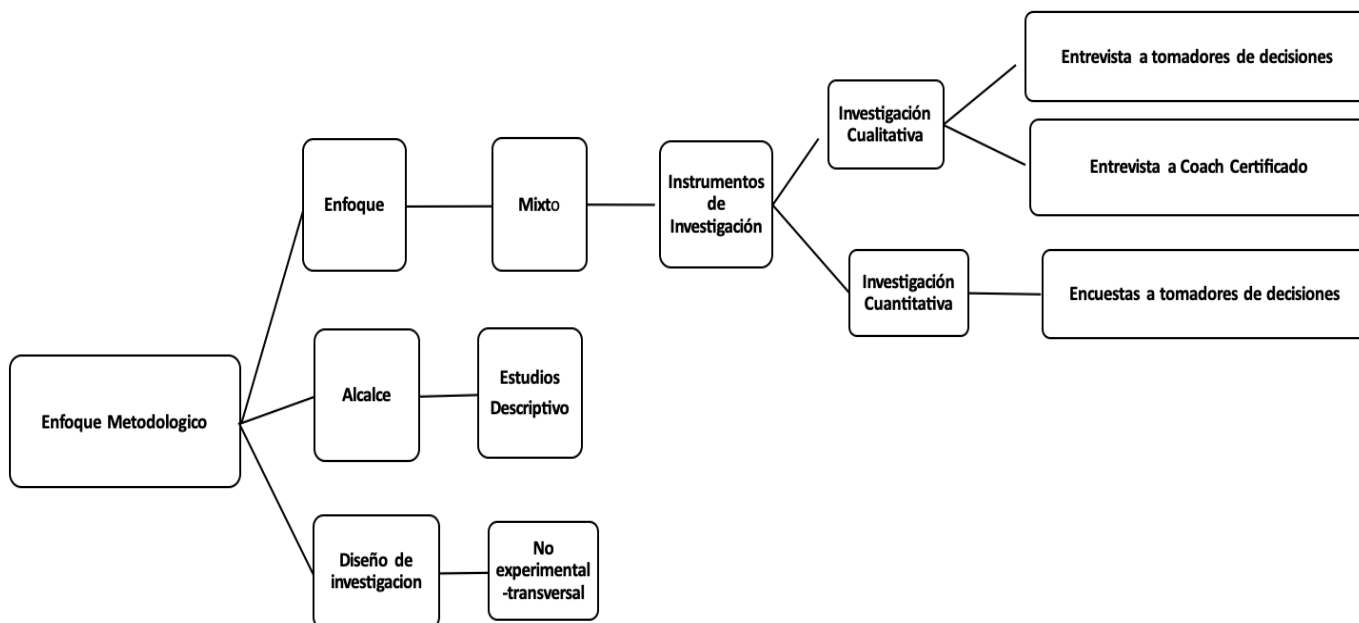 Entrevista a tomadores de decisiones
Investigación
Cualitativa
Entrevista a Coach Certificado
Enfoque
Mixto
Instrumentos
de
Investigación
Investigación
Cuantitativa
Encuestas a tomadores de decisiones
Enfoque Metodologico
Alcalce
Estudios
Descriptivo
Diseño de
investigacion
No
experimental
-transversal